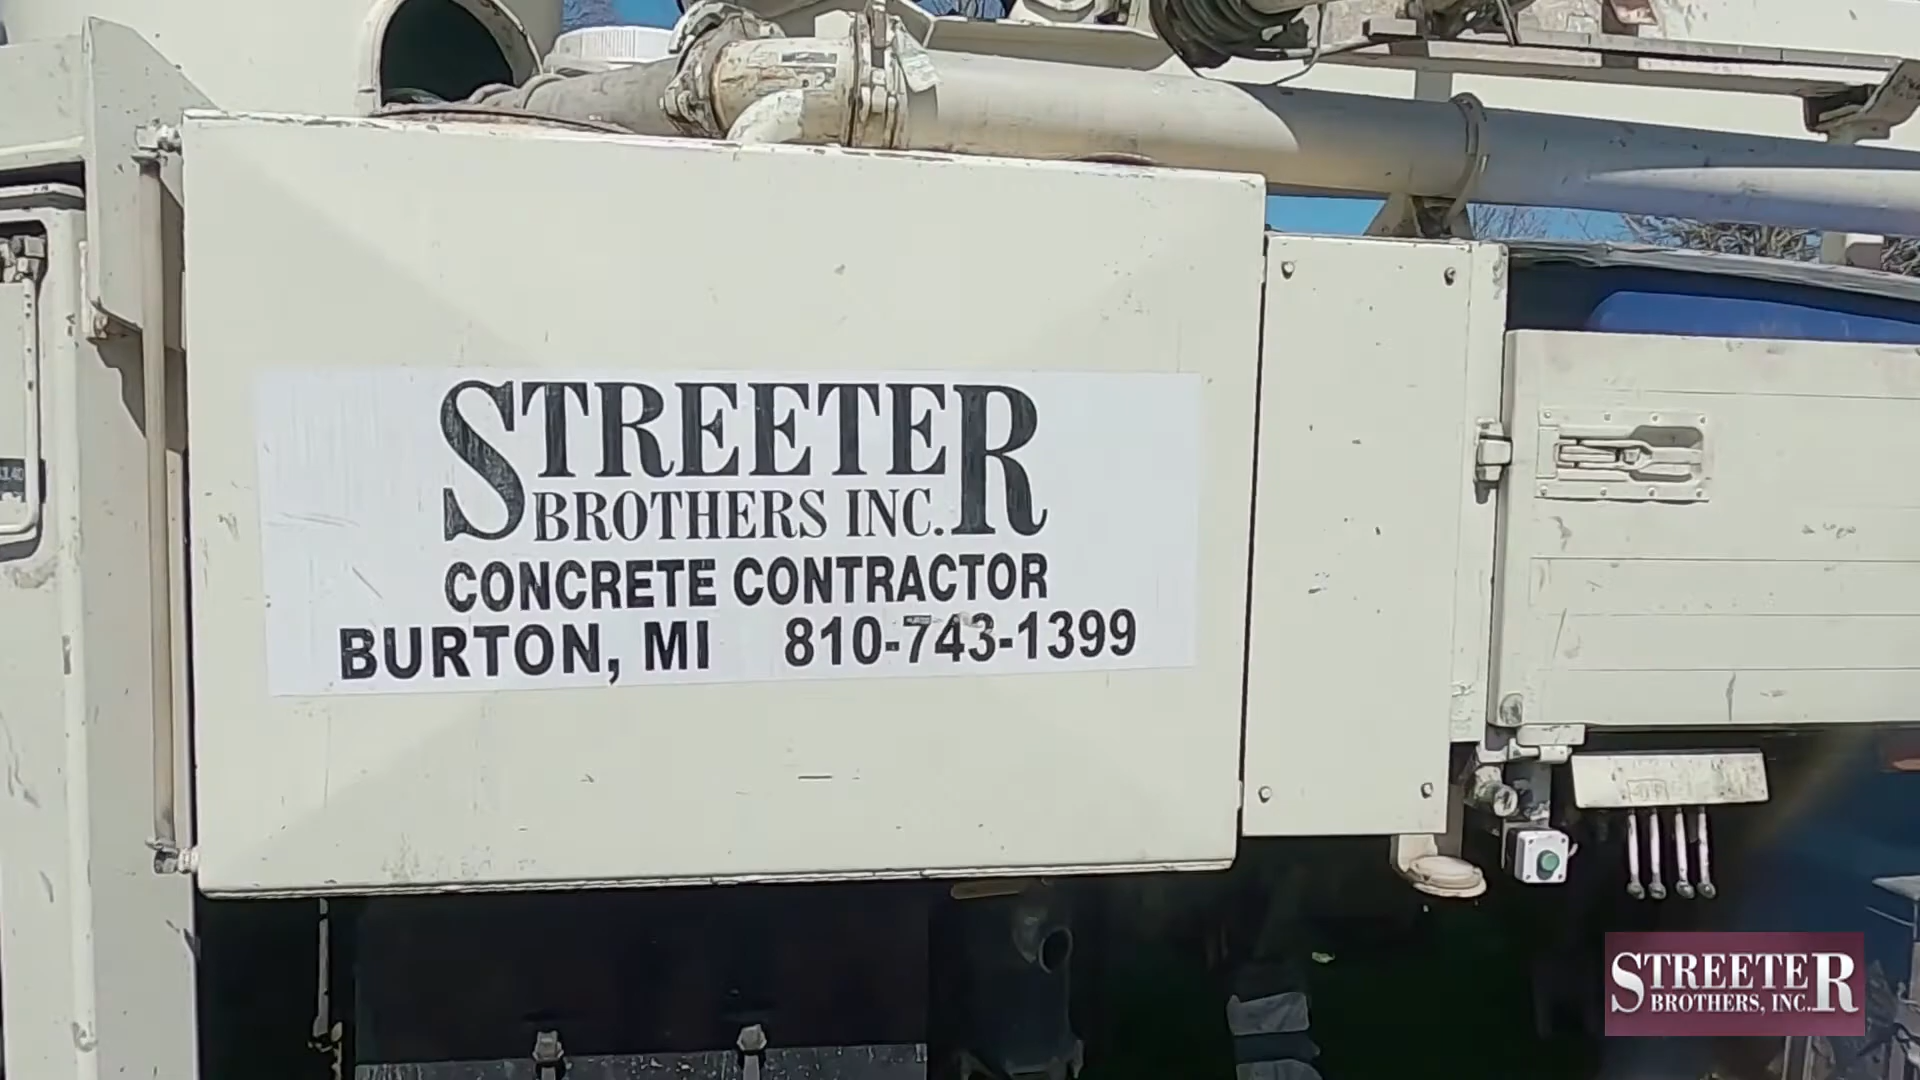 STREETER
BROTHERS INC.
CONCRETE CONTRACTOR
BURTON, MI 810-743-1399
STREETER
BROTHERS, INC.